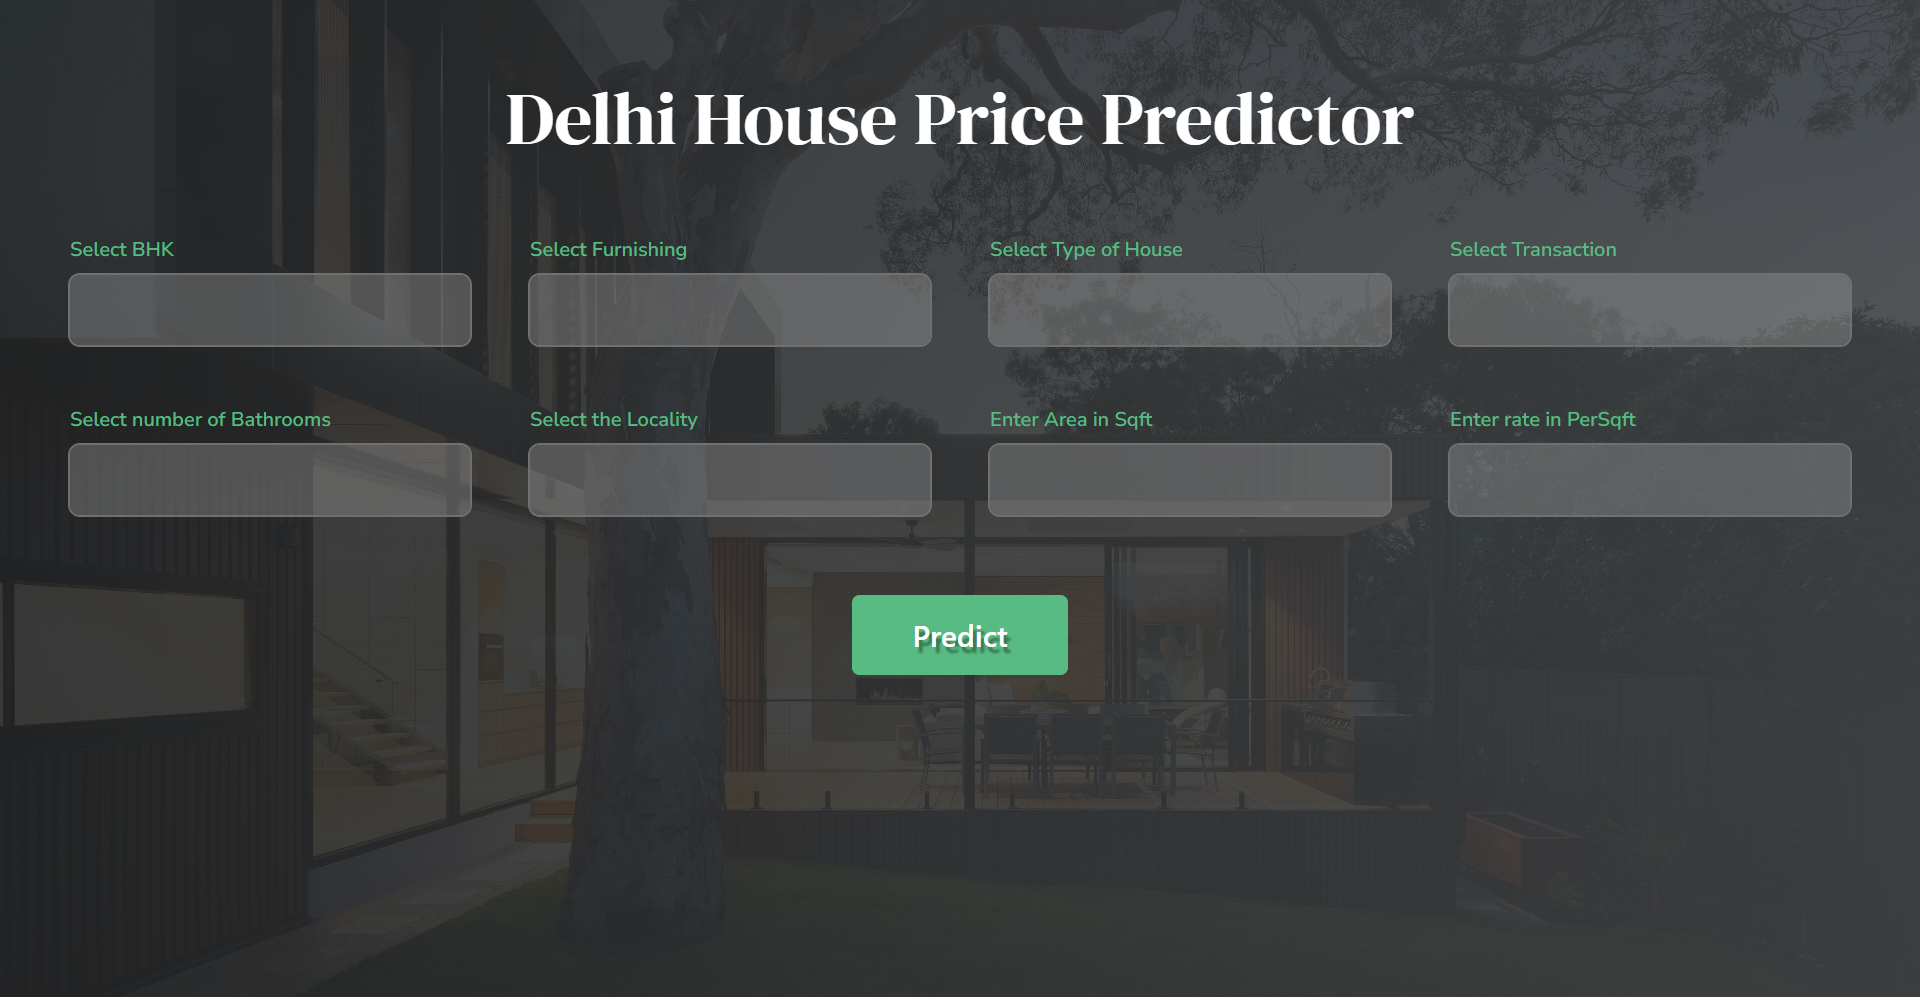 Delhi House Price Predictor
Select BHK
Select Furnishing
Select Type of House
Select Transaction
Select number of Bathrooms
Select the Locality
Enter Area in Sqft
Enter rate in PerSqft
Predict